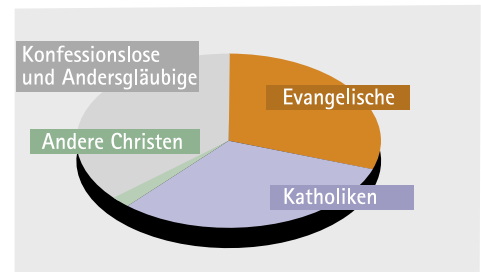 Konfessionslose
und Andersgläubige
Evangelische
Andere Christen
Katholiken